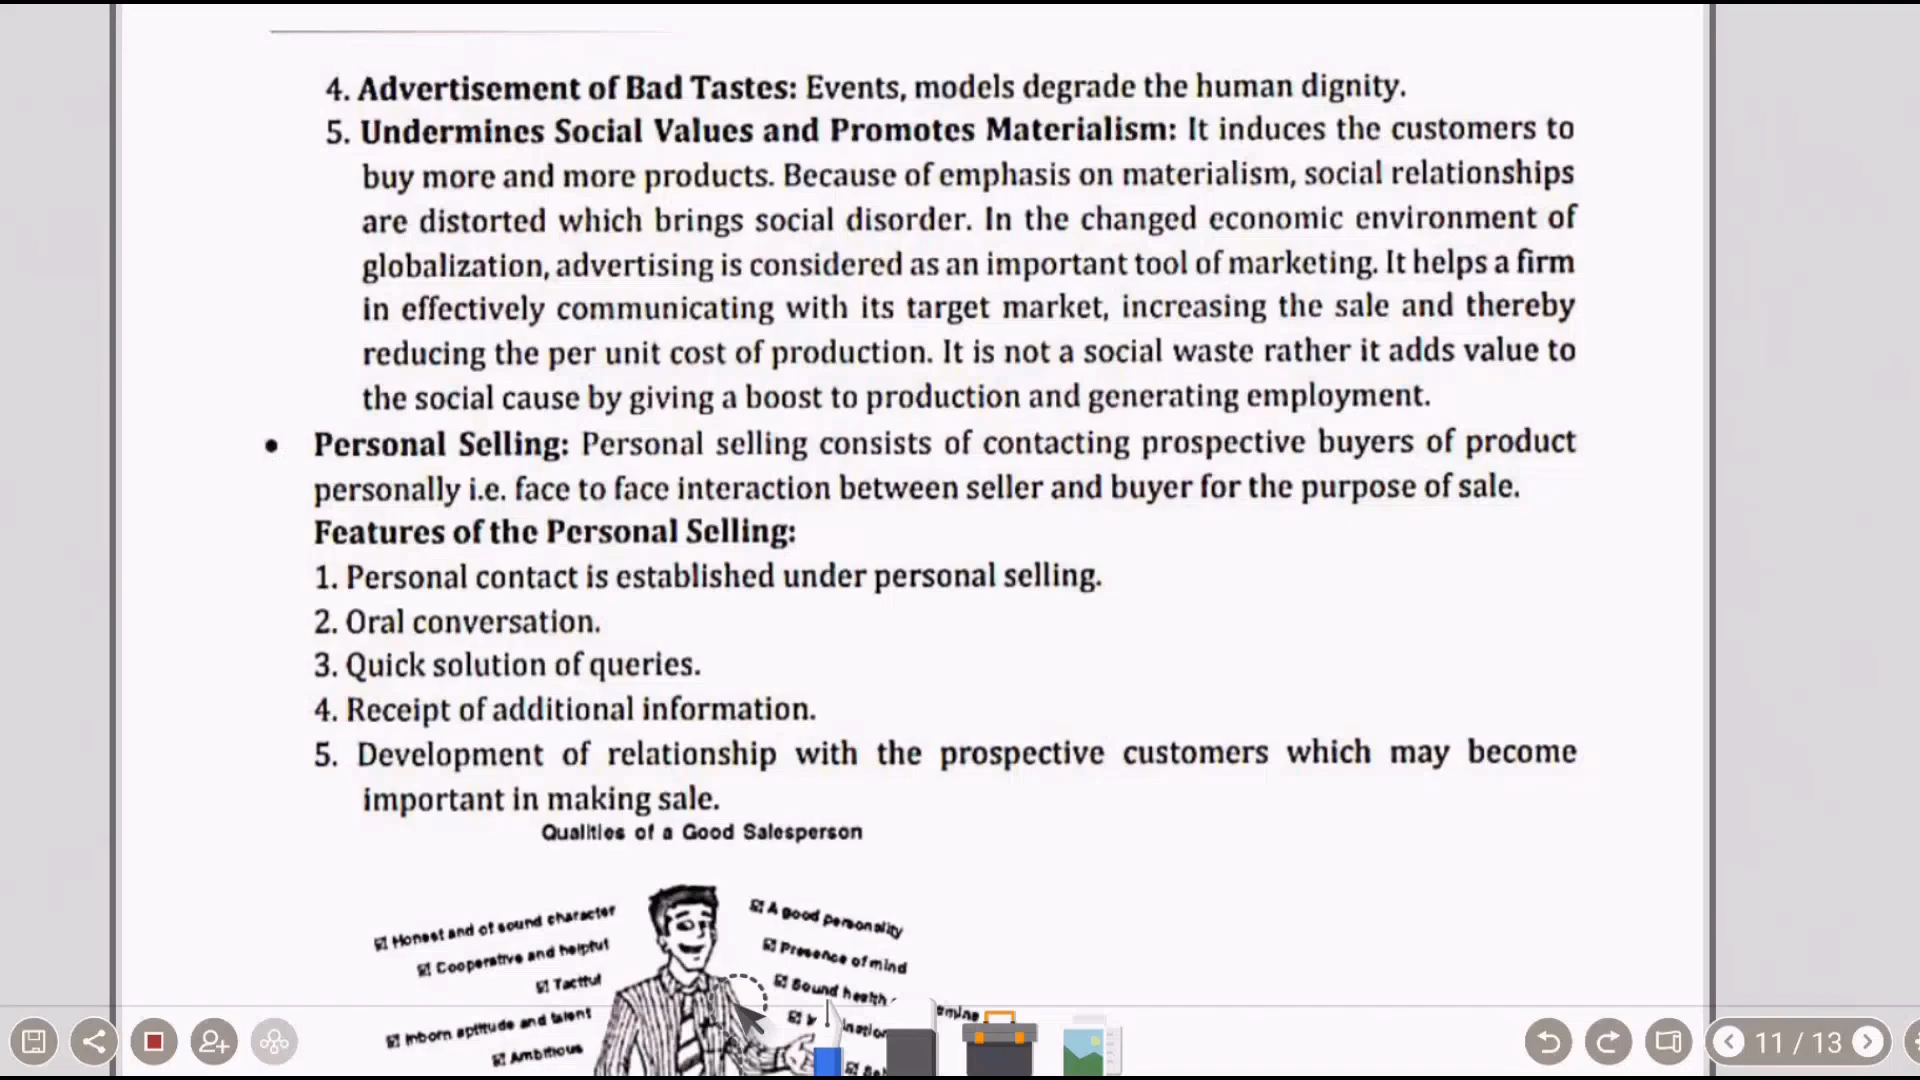 4. Advertisement of Bad Tastes: Events, models degrade the human dignity.
5. Undermines Social Values and Promotes Materialism: It induces the customers to
buy more and more products. Because of emphasis on materialism, social relationships
are distorted which brings social disorder. In the changed economic environment of
globalization, advertising is considered as an important tool of marketing. It helps a firm
in effectively communicating with its target market, increasing the sale and thereby
reducing the per unit cost of production. It is not a social waste rather it adds value to
the social cause by giving a boost to production and generating employment.
• Personal Selling: Personal selling consists of contacting prospective buyers of product
personally i.e. face to face interaction between seller and buyer for the purpose of sale.
Features of the Personal Selling:
1. Personal contact is established under personal selling.
2. Oral conversation.
3. Quick solution of queries.
4. Receipt of additional information.
5. Development of relationship with the prospective customers which may become
important in making sale.
Qualities of a Good Salesperson
Honest and of sound character
Cooperative and helpful
Tactful
Inborn aptitude and talent
Ambitious
A good personality
Presence of mind
Sound health
11 / 13